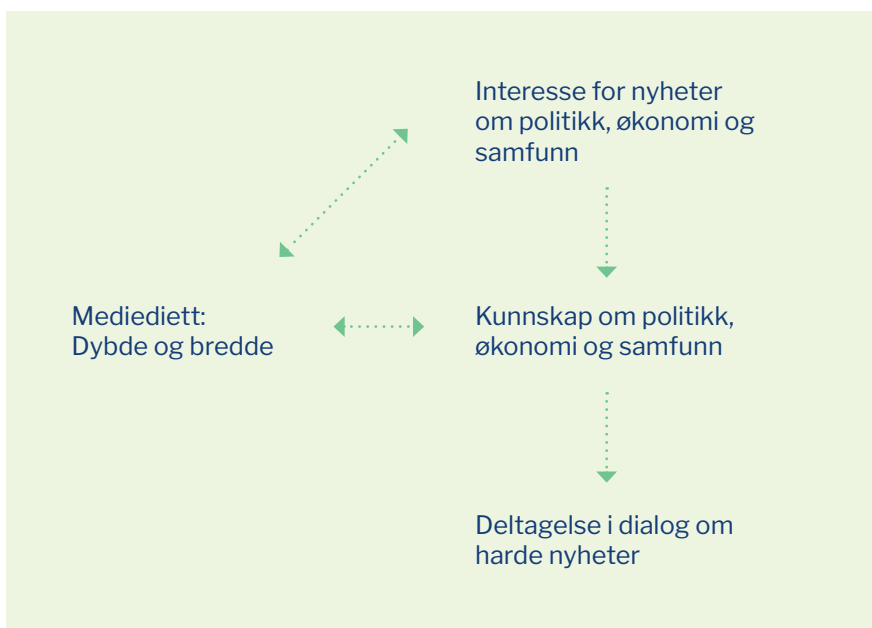 Interesse for nyheter
om politikk, økonomi og
samfunn
Mediediett:
Dybde og bredde
Kunnskap om politikk,
økonomi og samfunn
Deltagelse i dialog om
harde nyheter